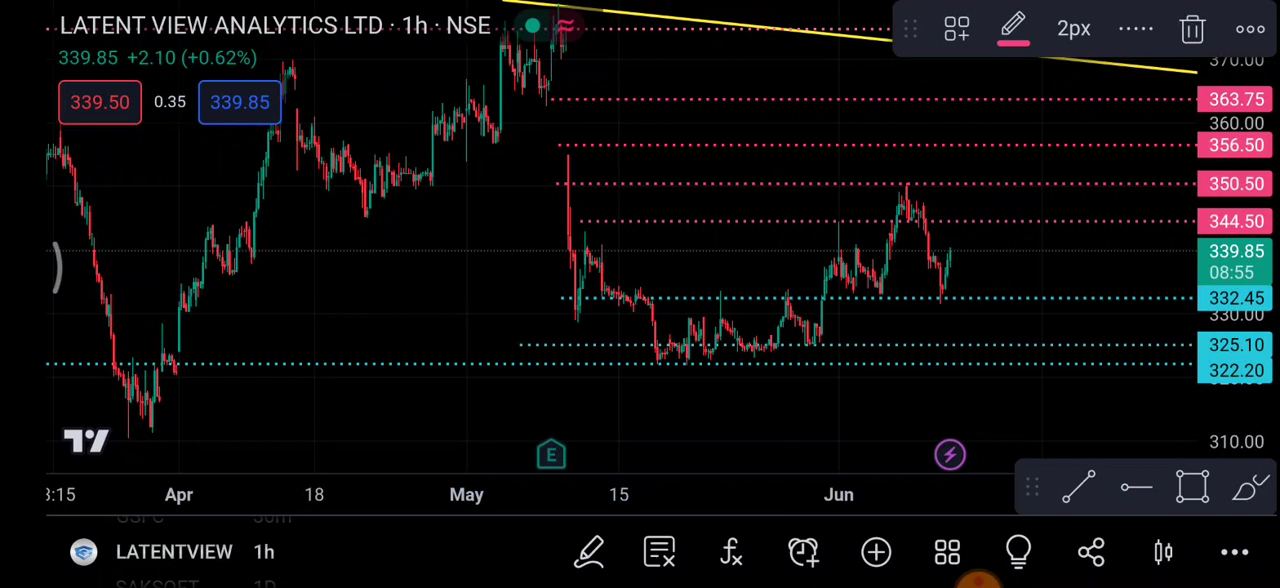 LATENT VIEW ANALYTICS LTD · 1h · NSE
339.85 +2.10 (+0.62%)
339.50 0.35 339.85
2px
370.00
363.75
360.00
356.50
350.50
344.50
339.85
08:55
332.45
330.00
325.10
322.20
310.00
E
3:15 Apr 18 May 15 Jun
LATENTVIEW 1h
SAKSOFT 1D